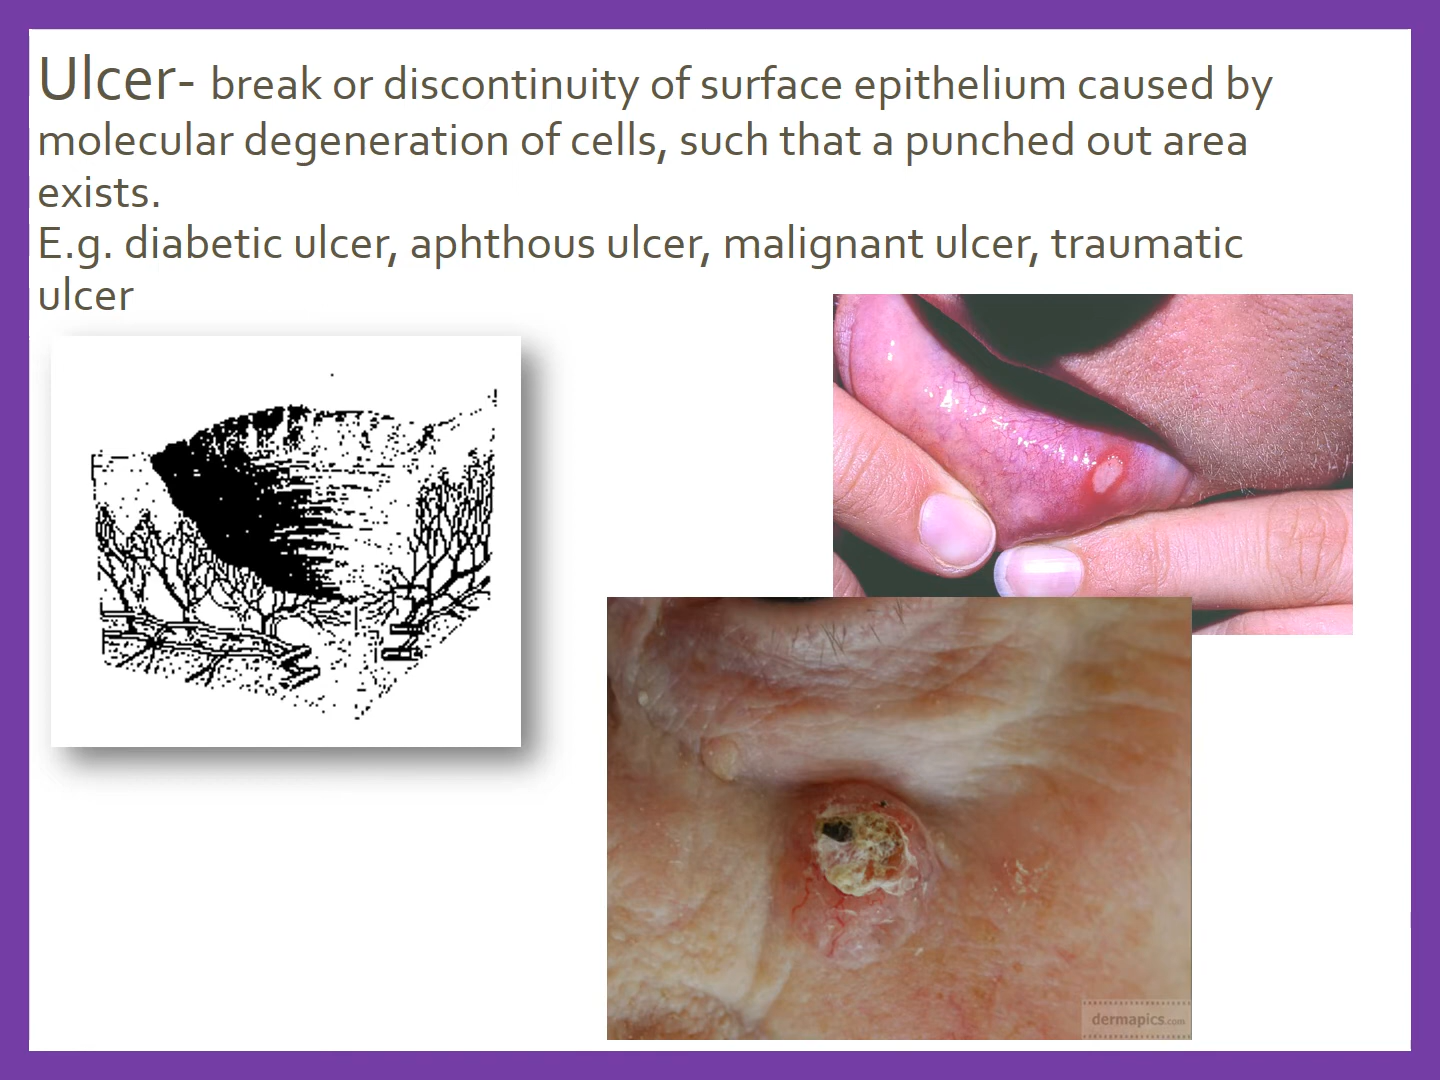 Ulcer- break or discontinuity of surface epithelium caused by
molecular degeneration of cells, such that a punched out area
exists.
E.g. diabetic ulcer, aphthous ulcer, malignant ulcer, traumatic
ulcer
dermapics.com